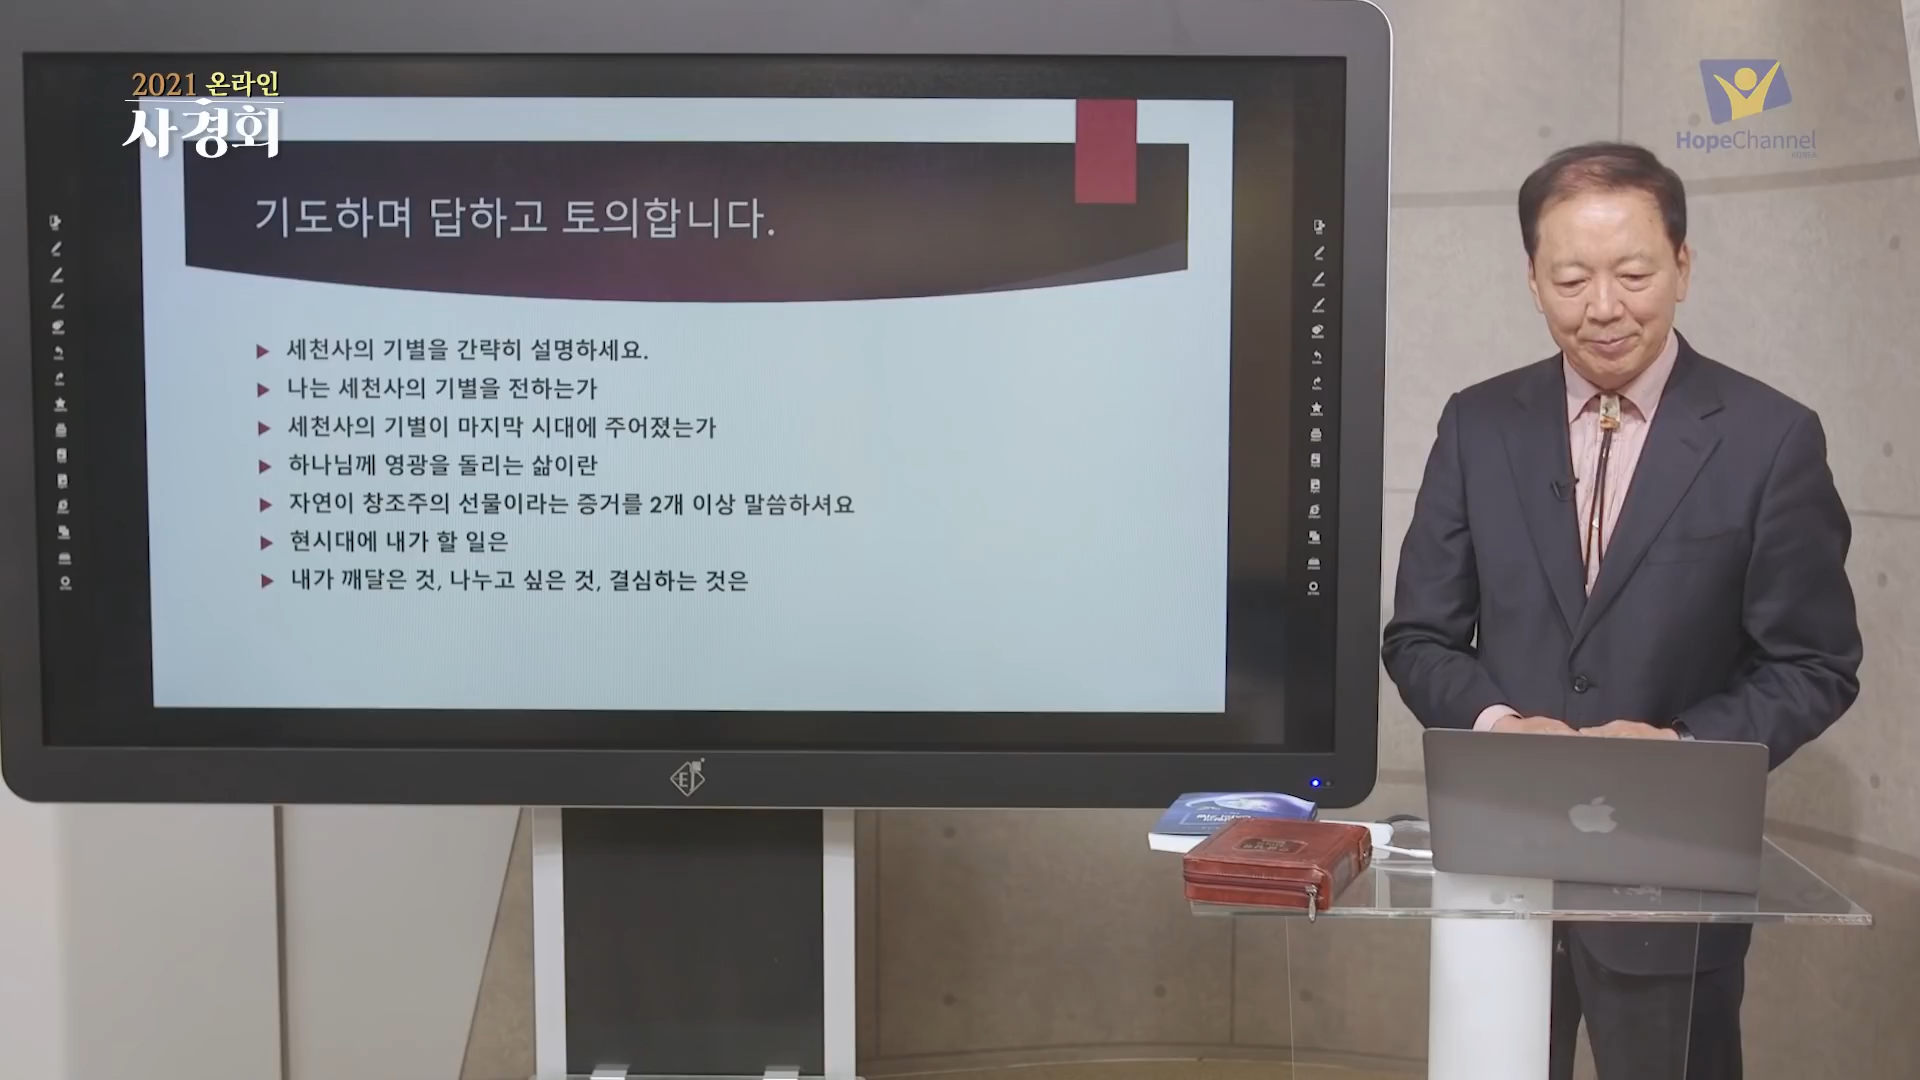 2021 온라인
사경회
HopeChannel
KOREA
기도하며 답하고 토의합니다.
세천사의 기별을 간략히 설명하세요.
나는 세천사의 기별을 전하는가
세천사의 기별이 마지막 시대에 주어졌는가
하나님께 영광을 돌리는 삶이란
자연이 창조주의 선물이라는 증거를 2개 이상 말씀하셔요
현시대에 내가 할 일은
내가 깨달은 것, 나누고 싶은 것, 결심하는 것은